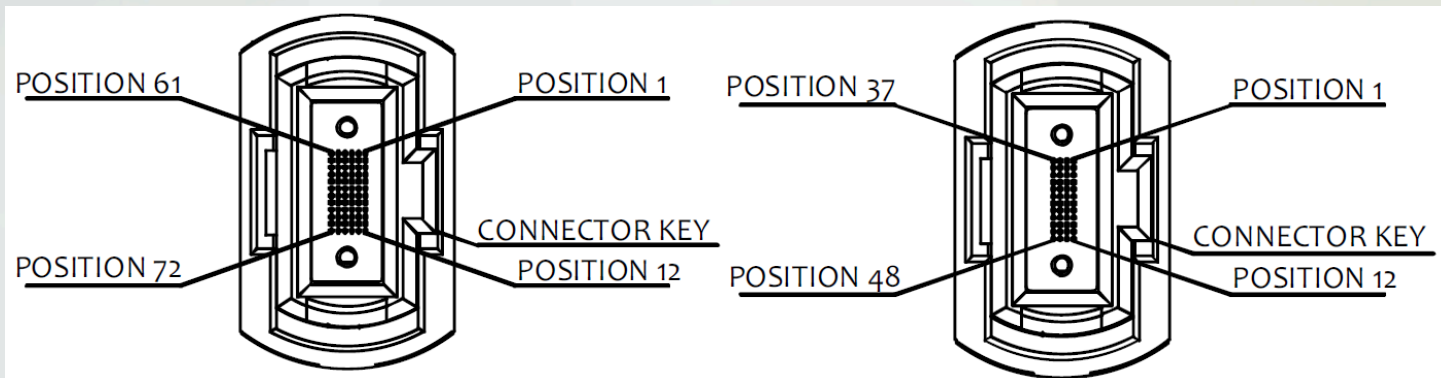 POSITION 61
POSITION 1
CONNECTOR KEY
POSITION 72
POSITION 12
POSITION 37
POSITION 1
CONNECTOR KEY
POSITION 48
POSITION 12